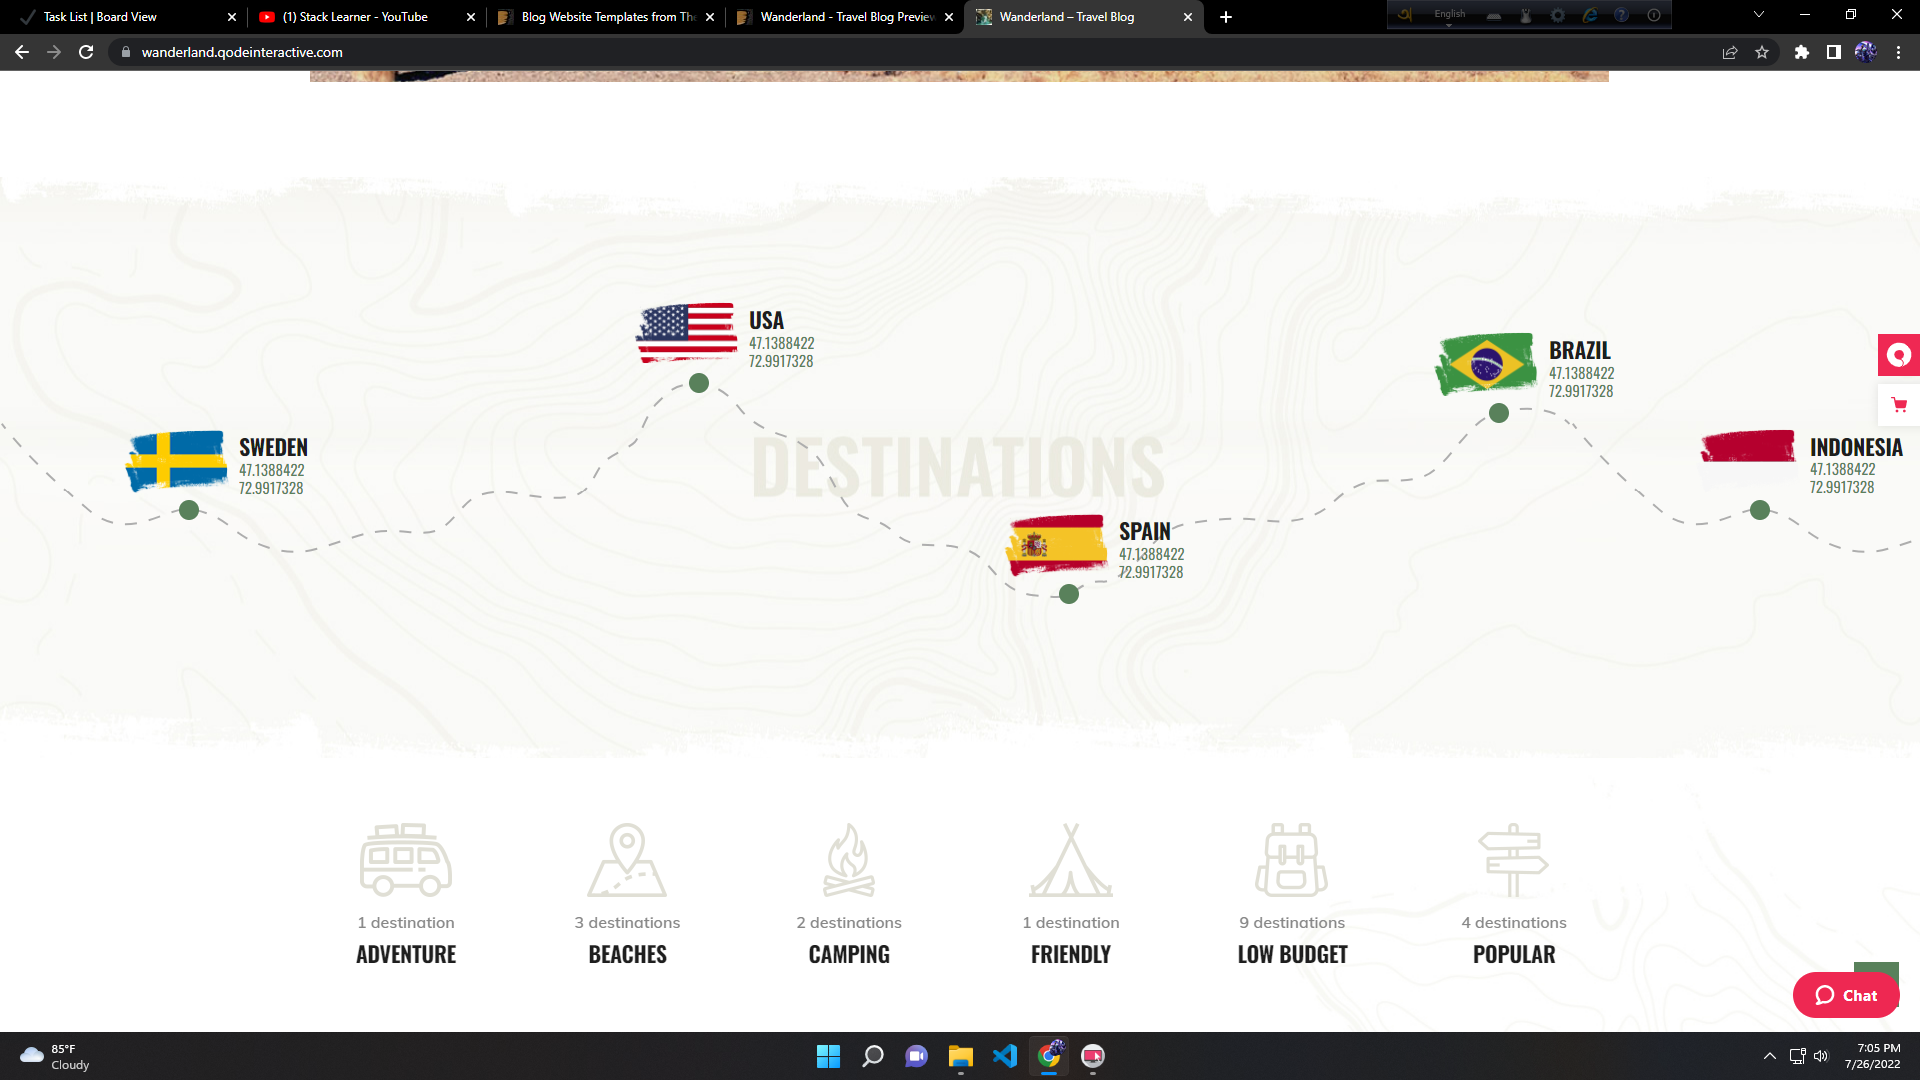 Task List | Board View
(1) Stack Learner - YouTube
Blog Website Templates from The
Wanderland - Travel Blog Preview
Wanderland – Travel Blog
English
wanderland.qodeinteractive.com
USA
47.1388422
72.9917328
BRAZIL
47.1388422
72.9917328
SWEDEN
47.1388422
72.9917328
DESTINATIONS
INDONESIA
47.1388422
72.9917328
SPAIN
47.1388422
72.9917328
1 destination
ADVENTURE
3 destinations
BEACHES
2 destinations
CAMPING
1 destination
FRIENDLY
9 destinations
LOW BUDGET
4 destinations
POPULAR
Chat
85°F
Cloudy
7:05 PM
7/26/2022